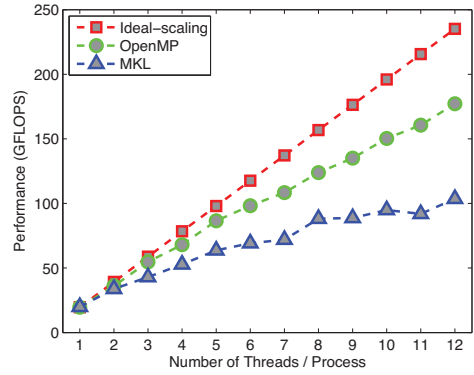 250
200
150
100
50
0
Performance (GFLOPS)
Ideal-scaling
OpenMP
MKL
1 2 3 4 5 6 7 8 9 10 11 12
Number of Threads / Process